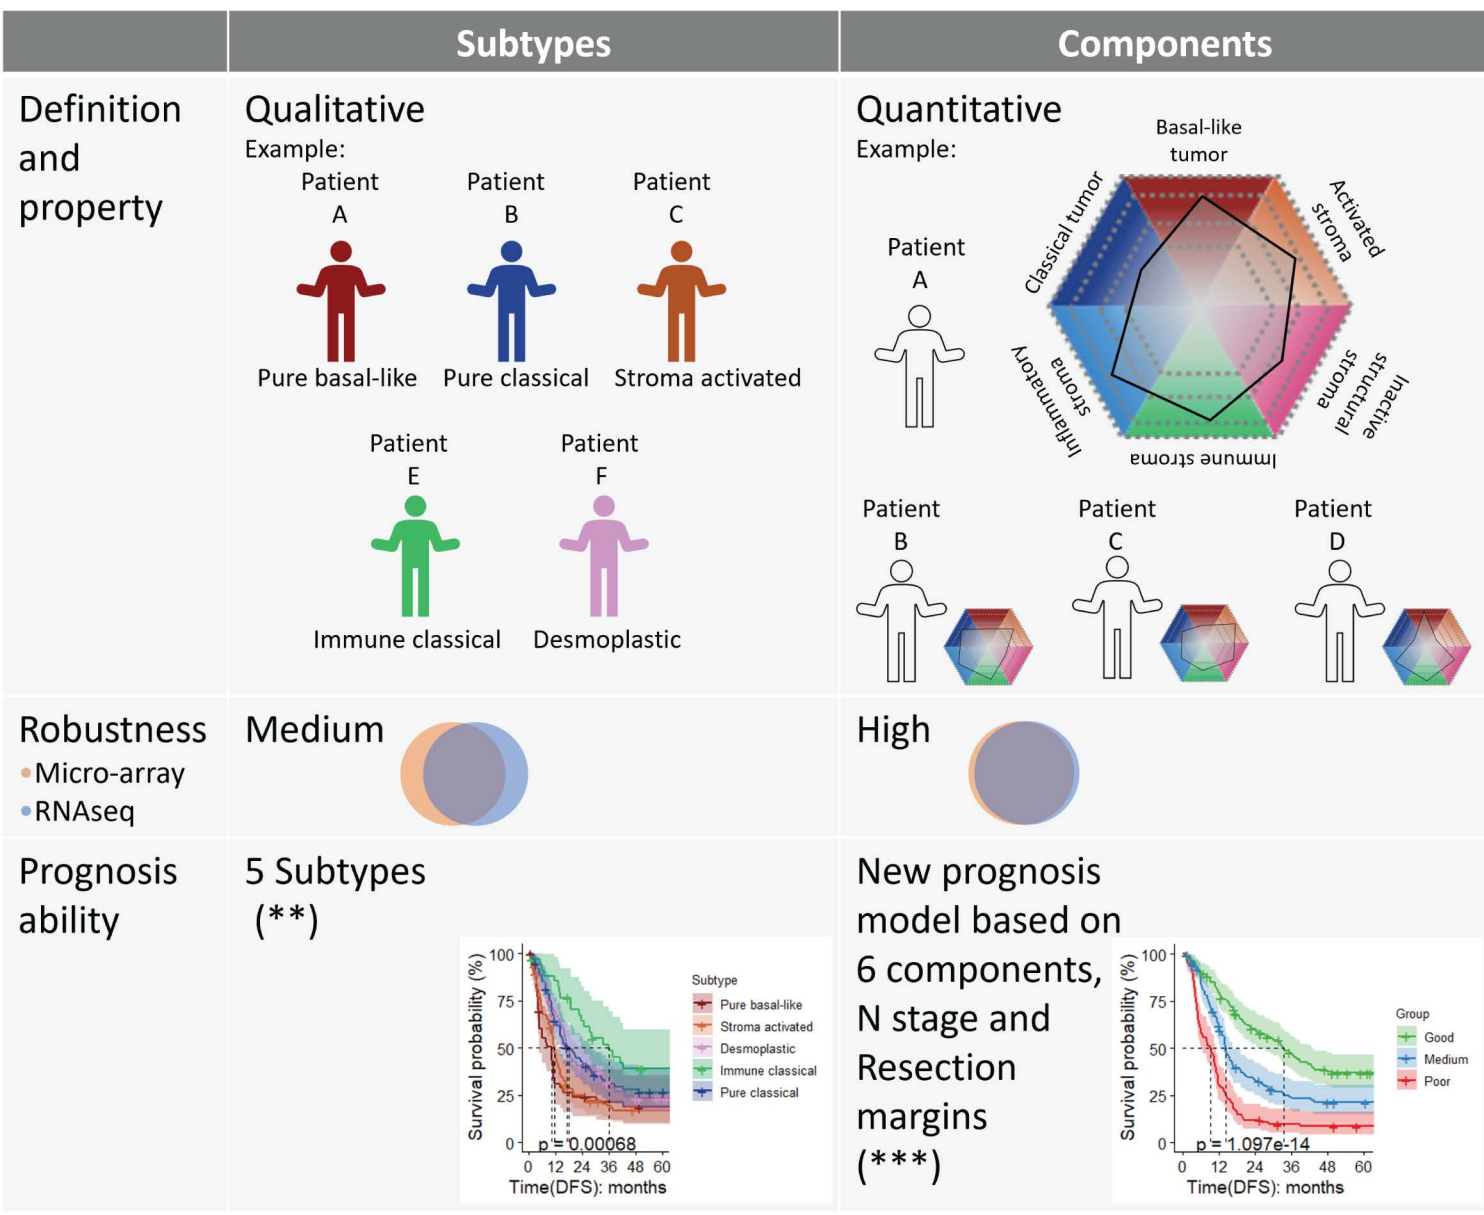 Subtypes
Components
Definition
and
property
Qualitative
Example:
Patient
A
Patient
B
Patient
C
Pure basal-like
Pure classical
Stroma activated
Patient
E
Patient
F
Immune classical
Desmoplastic
Quantitative
Example:
Patient
A
Basal-like
tumor
Activated
stroma
Inactive
structural
stroma
Immune stroma
Inflammatory
stroma
Classical tumor
Patient
B
Patient
C
Patient
D
Robustness
Micro-array
RNAseq
Medium
High
Prognosis
ability
5 Subtypes
(**)
Survival probability (%)
100
75
50
25
0
p = 0.00068
0 12 24 36 48 60
Time(DFS): months
Subtype
Pure basal-like
Stroma activated
Desmoplastic
Immune classical
Pure classical
New prognosis
model based on
6 components,
N stage and
Resection
margins
(***)
Survival probability (%)
100
75
50
25
0
p = 1.097e-14
0 12 24 36 48 60
Time(DFS): months
Group
Good
Medium
Poor